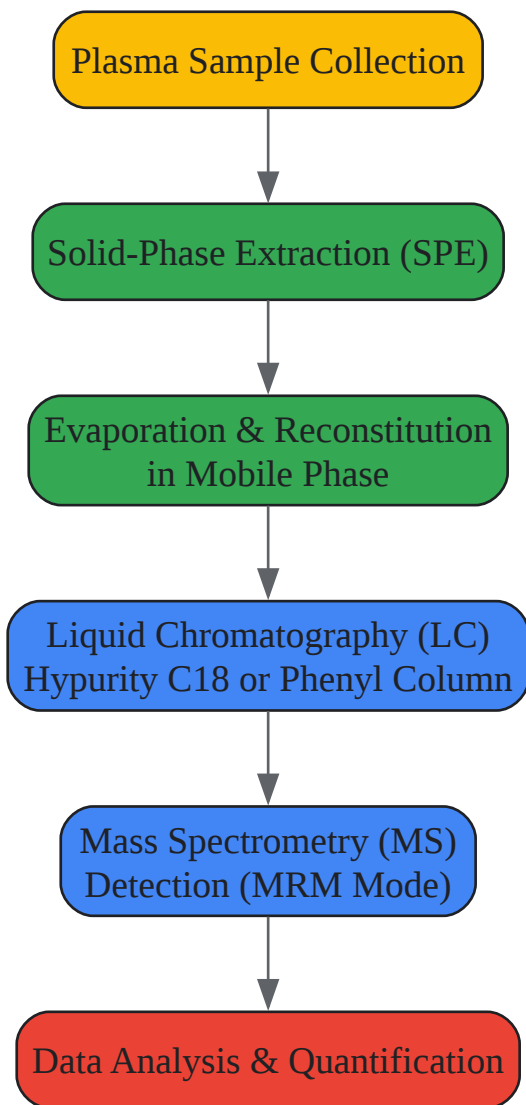 Plasma Sample Collection
Solid-Phase Extraction (SPE)
Evaporation & Reconstitution
in Mobile Phase
Liquid Chromatography (LC)
Hypurity C18 or Phenyl Column
Mass Spectrometry (MS)
Detection (MRM Mode)
Data Analysis & Quantification